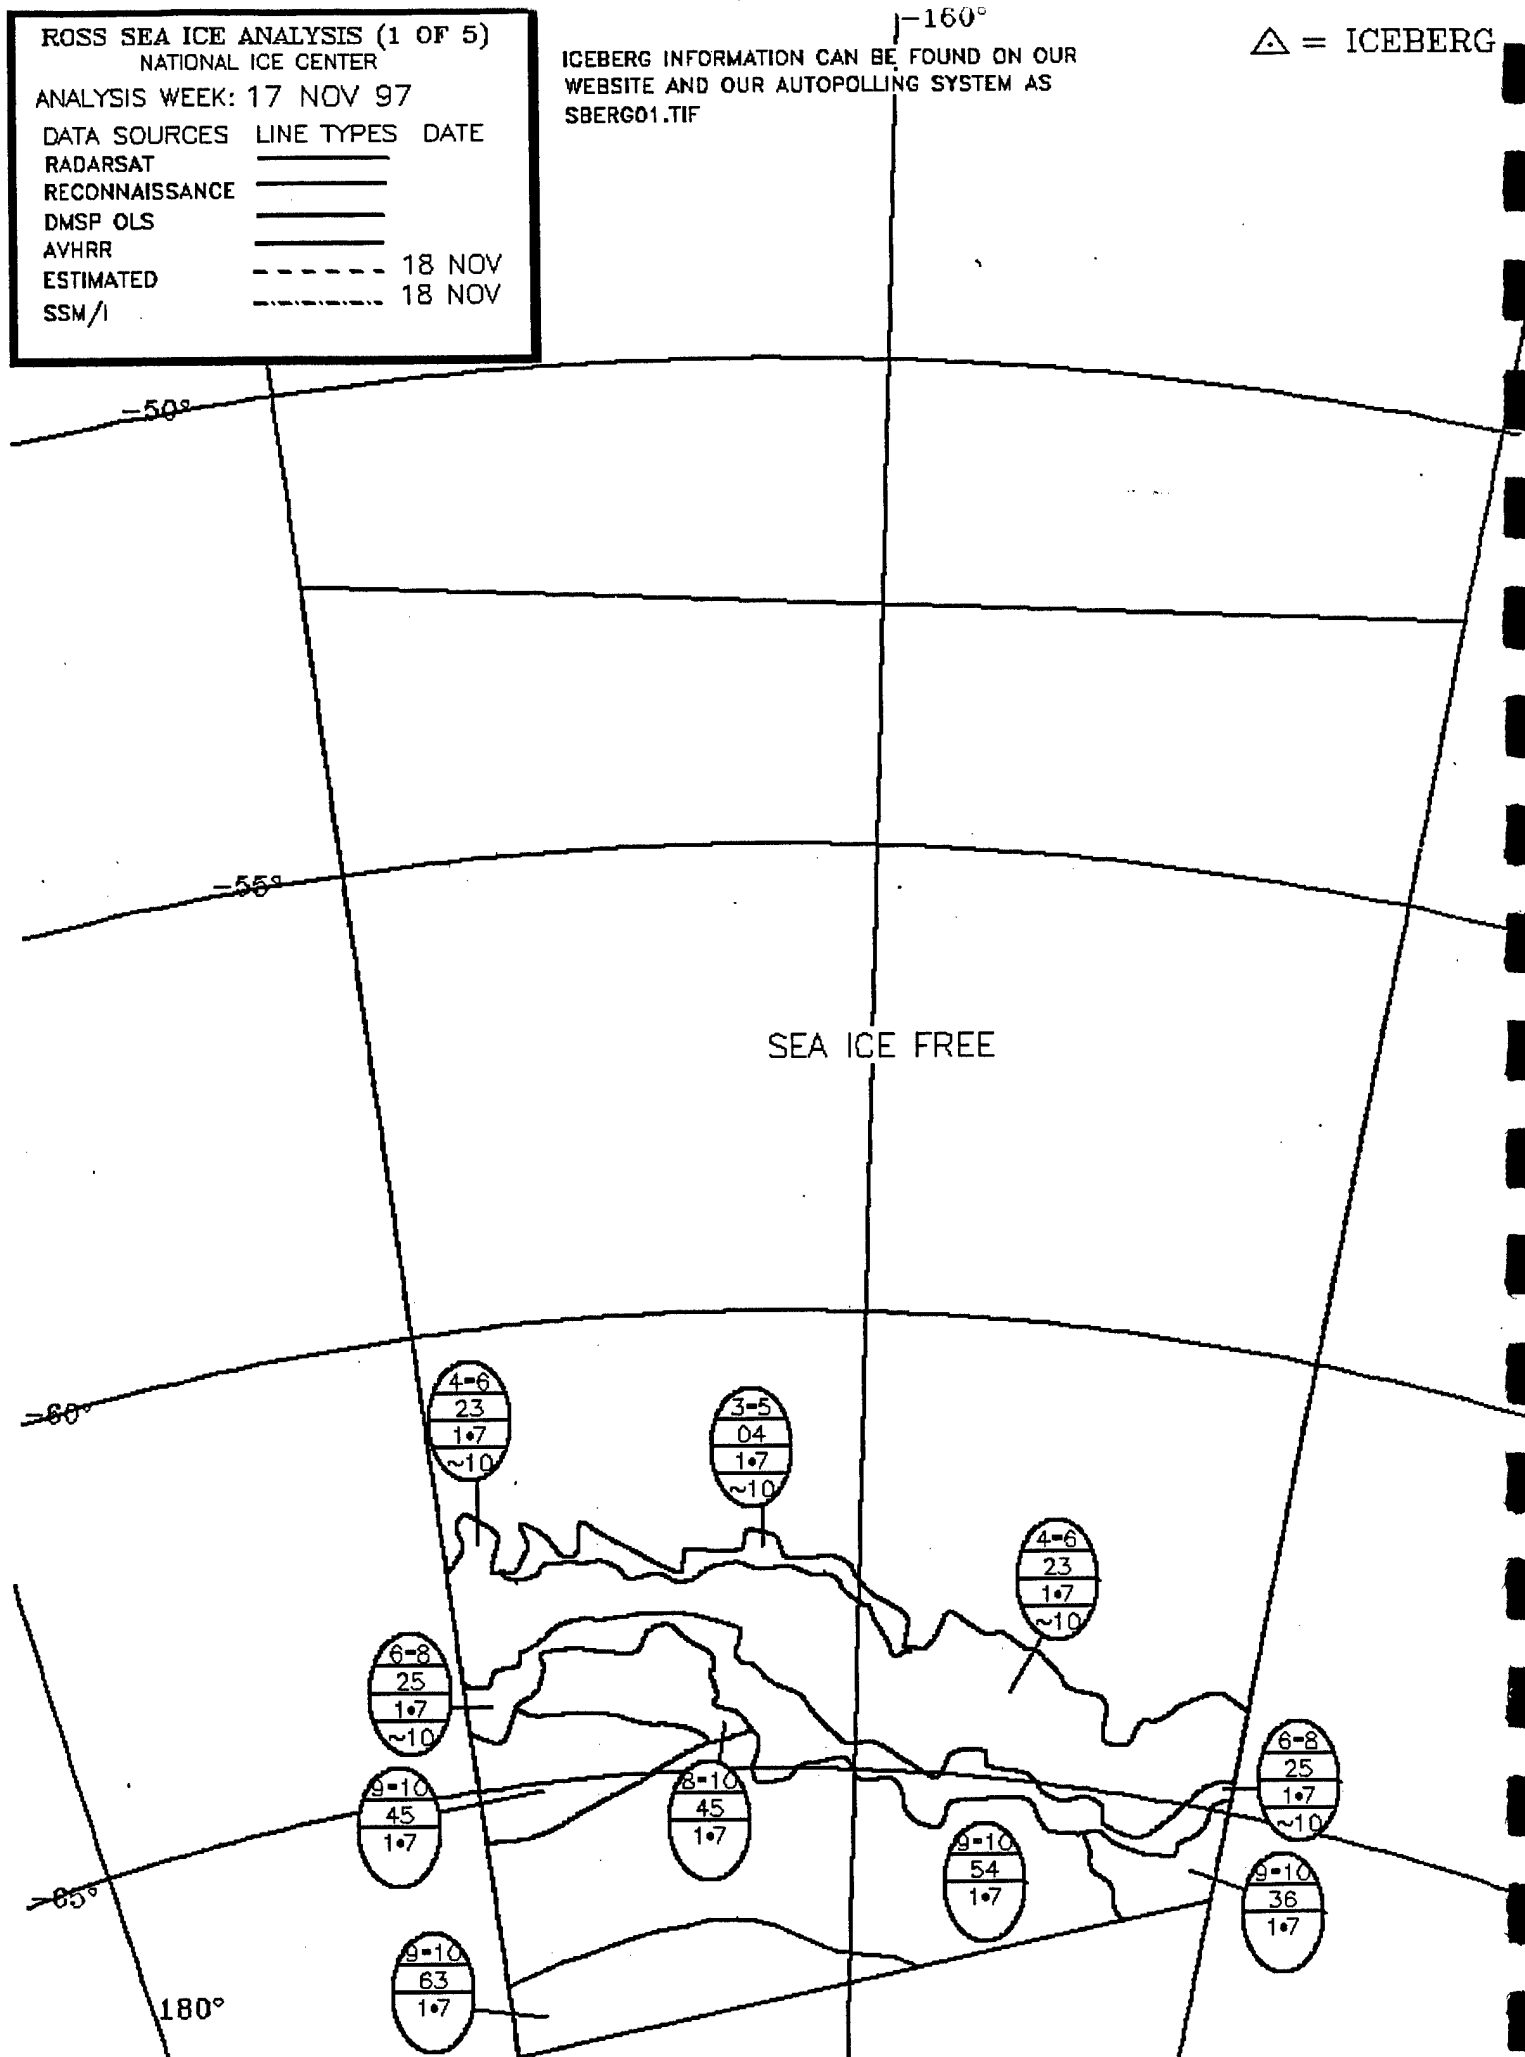 ROSS SEA ICE ANALYSIS (1 OF 5)
NATIONAL ICE CENTER
ANALYSIS WEEK: 17 NOV 97
DATA SOURCES LINE TYPES DATE
RADARSAT
RECONNAISSANCE
DMSP OLS
AVHRR
ESTIMATED 18 NOV
SSM/I 18 NOV
-160°
ICEBERG INFORMATION CAN BE FOUND ON OUR
WEBSITE AND OUR AUTOPOLLING SYSTEM AS
SBERG01.TIF
= ICEBERG
-50°
-55°
SEA ICE FREE
-60°
4-6
23
1•7
~10
3-5
04
1•7
~10
4-6
23
1•7
~10
6-8
25
1•7
~10
6-8
25
1•7
~10
9-10
45
1•7
8-10
45
1•7
9-10
54
1•7
9-10
36
1•7
-65°
9-10
63
1•7
180°